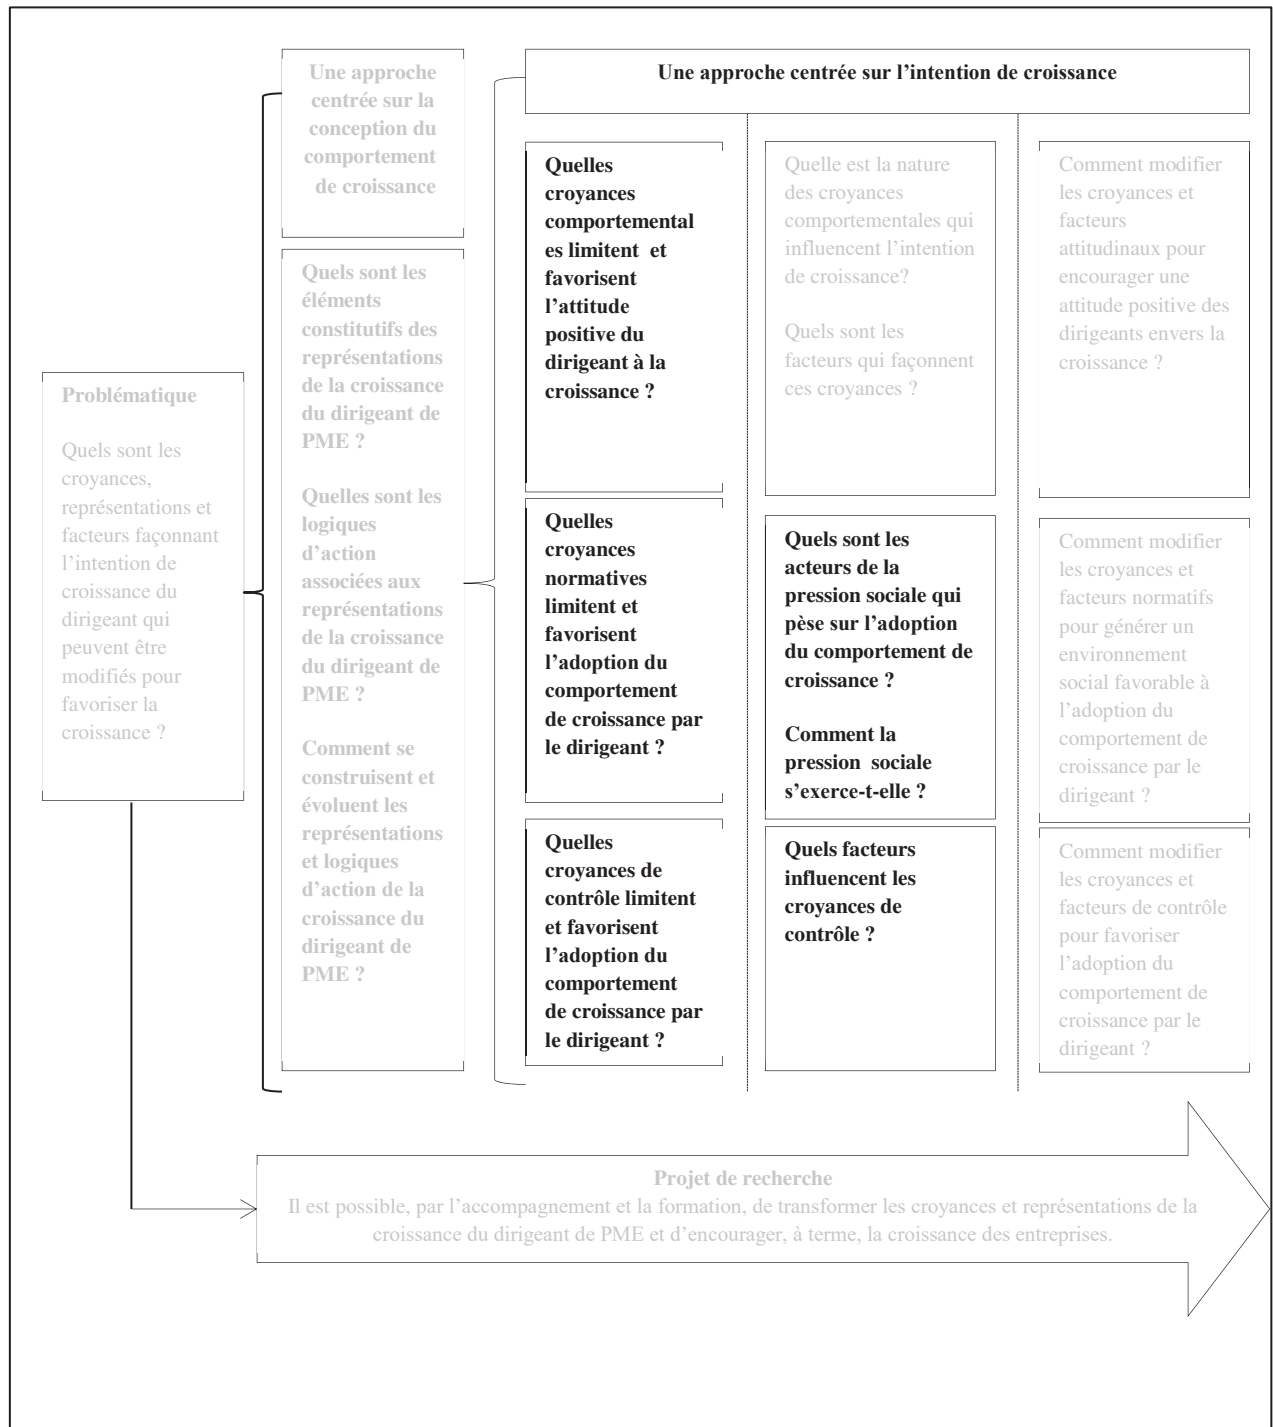 Problématique
Quels sont les
croyances,
représentations et
facteurs façonnant
l’intention de
croissance du
dirigeant qui
peuvent être
modifiés pour
favoriser la
croissance ?
Une approche
centrée sur la
conception du
comportement
de croissance
Quels sont les
éléments
constitutifs des
représentations
de la croissance
du dirigeant de
PME ?
Quelles sont les
logiques
d’action
associées aux
représentations
de la croissance
du dirigeant de
PME ?
Comment se
construisent et
évoluent les
représentations
et logiques
d’action de la
croissance du
dirigeant de
PME ?
Une approche centrée sur l’intention de croissance
Quelles
croyances
comportemental
es limitent et
favorisent
l’attitude
positive du
dirigeant à la
croissance ?
Quelles
croyances
normatives
limitent et
favorisent
l’adoption du
comportement
de croissance par
le dirigeant ?
Quelles
croyances de
contrôle limitent
et favorisent
l’adoption du
comportement
de croissance par
le dirigeant ?
Quelle est la nature
des croyances
comportementales qui
influencent l’intention
de croissance?
Quels sont les
facteurs qui façonnent
ces croyances ?
Quels sont les
acteurs de la
pression sociale qui
pèse sur l’adoption
du comportement de
croissance ?
Comment la
pression sociale
s’exerce-t-elle ?
Quels facteurs
influencent les
croyances de
contrôle ?
Comment modifier
les croyances et
facteurs
attitudinaux pour
encourager une
attitude positive des
dirigeants envers la
croissance ?
Comment modifier
les croyances et
facteurs normatifs
pour générer un
environnement
social favorable à
l’adoption du
comportement de
croissance par le
dirigeant ?
Comment modifier
les croyances et
facteurs de contrôle
pour favoriser
l’adoption du
comportement de
croissance par le
dirigeant ?
Projet de recherche
Il est possible, par l’accompagnement et la formation, de transformer les croyances et représentations de la
croissance du dirigeant de PME et d’encourager, à terme, la croissance des entreprises.